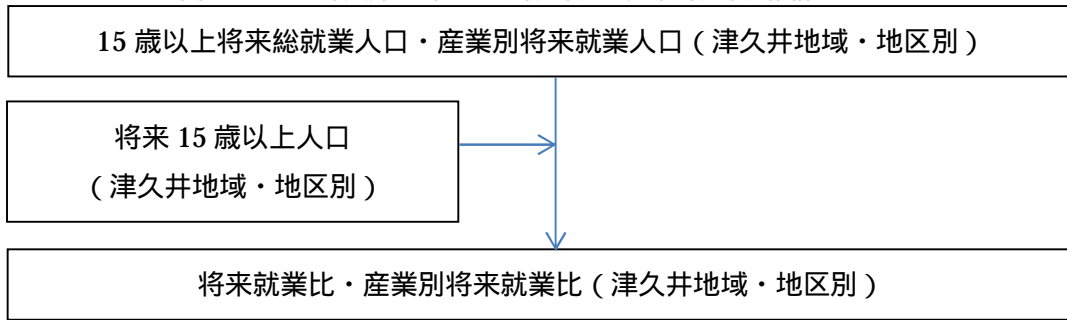 15 歳以上将来総就業人口・産業別将来就業人口（津久井地域・地区別）
将来 15 歳以上人口
（津久井地域・地区別）
将来就業比・産業別将来就業比（津久井地域・地区別）